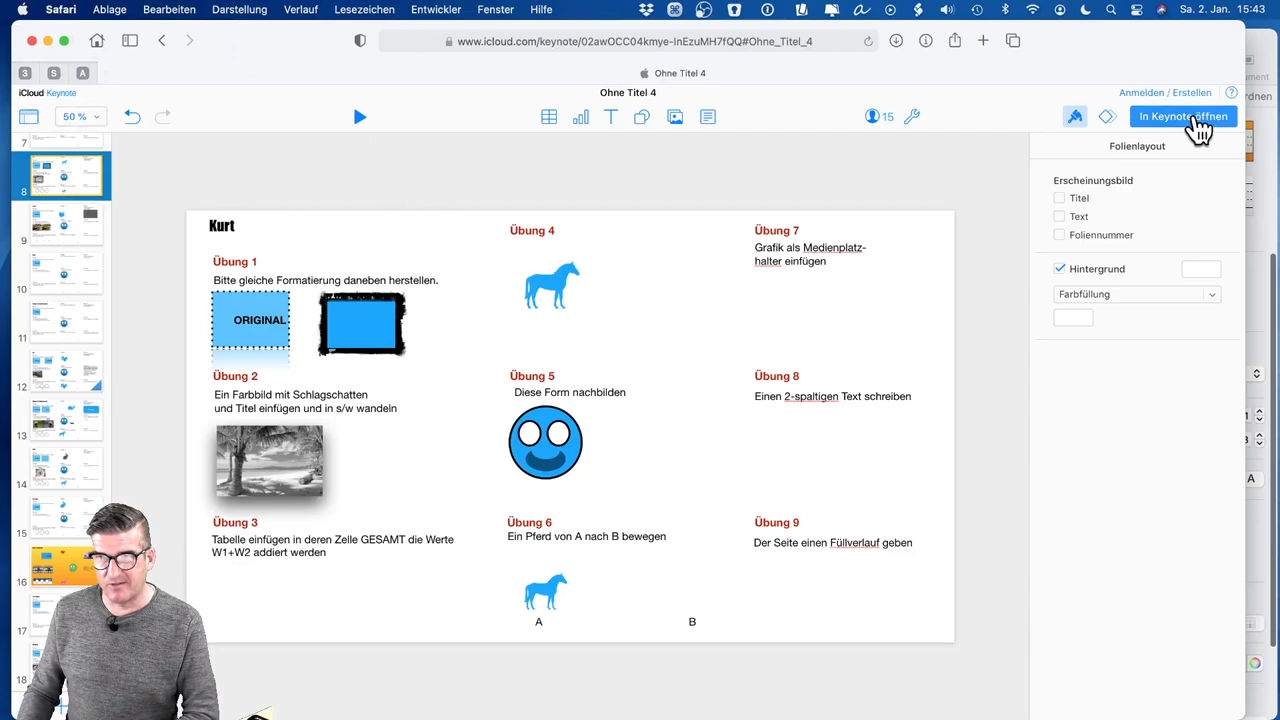 Safari Ablage Bearbeiten Darstellung Verlauf Lesezeichen Entwickler Fenster Hilfe Sa. 2. Jan. 15:43
www.icloud.com/keynote/02awOCC04kmye-InEzuMH7fQQ#Ohne_Titel_4
3 S A Ohne Titel 4
iCloud Keynote Ohne Titel 4 Anmelden / Erstellen ?
50 % 15 In Keynote öffnen
ument
rdnen
Folienlayout
Erscheinungsbild
Titel
Text
Foliennummer
Hintergrund
Farbfüllung
7
8
9
10
11
12
13
14
15
16
17
18
Kurt
Übung 1
Bitte gleiche Formatierung daneben herstellen.
ORIGINAL
Übung 2
Ein Farbbild mit Schlagschatten
und Titel einfügen und in s/w wandeln
Übung 3
Tabelle einfügen in deren Zelle GESAMT die Werte
W1+W2 addiert werden
Übung 4
Übung 5
Diese Form nachbilden
Übung 6
Ein Pferd von A nach B bewegen
A B
Übung 7
Grafik als Medienplatz-
halter einfügen
Übung 8
Einen 2-spaltigen Text schreiben
Übung 9
Der Seite einen Füllverlauf geben
A